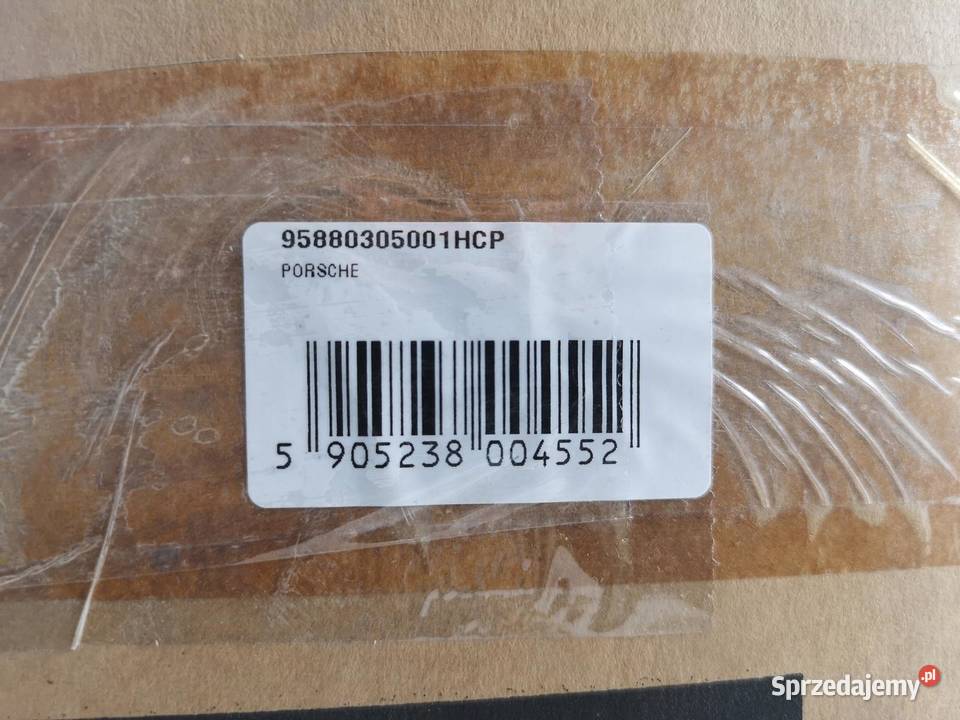 95880305001HCP
PORSCHE
5 905238 004552
Sprzedajemy.pl